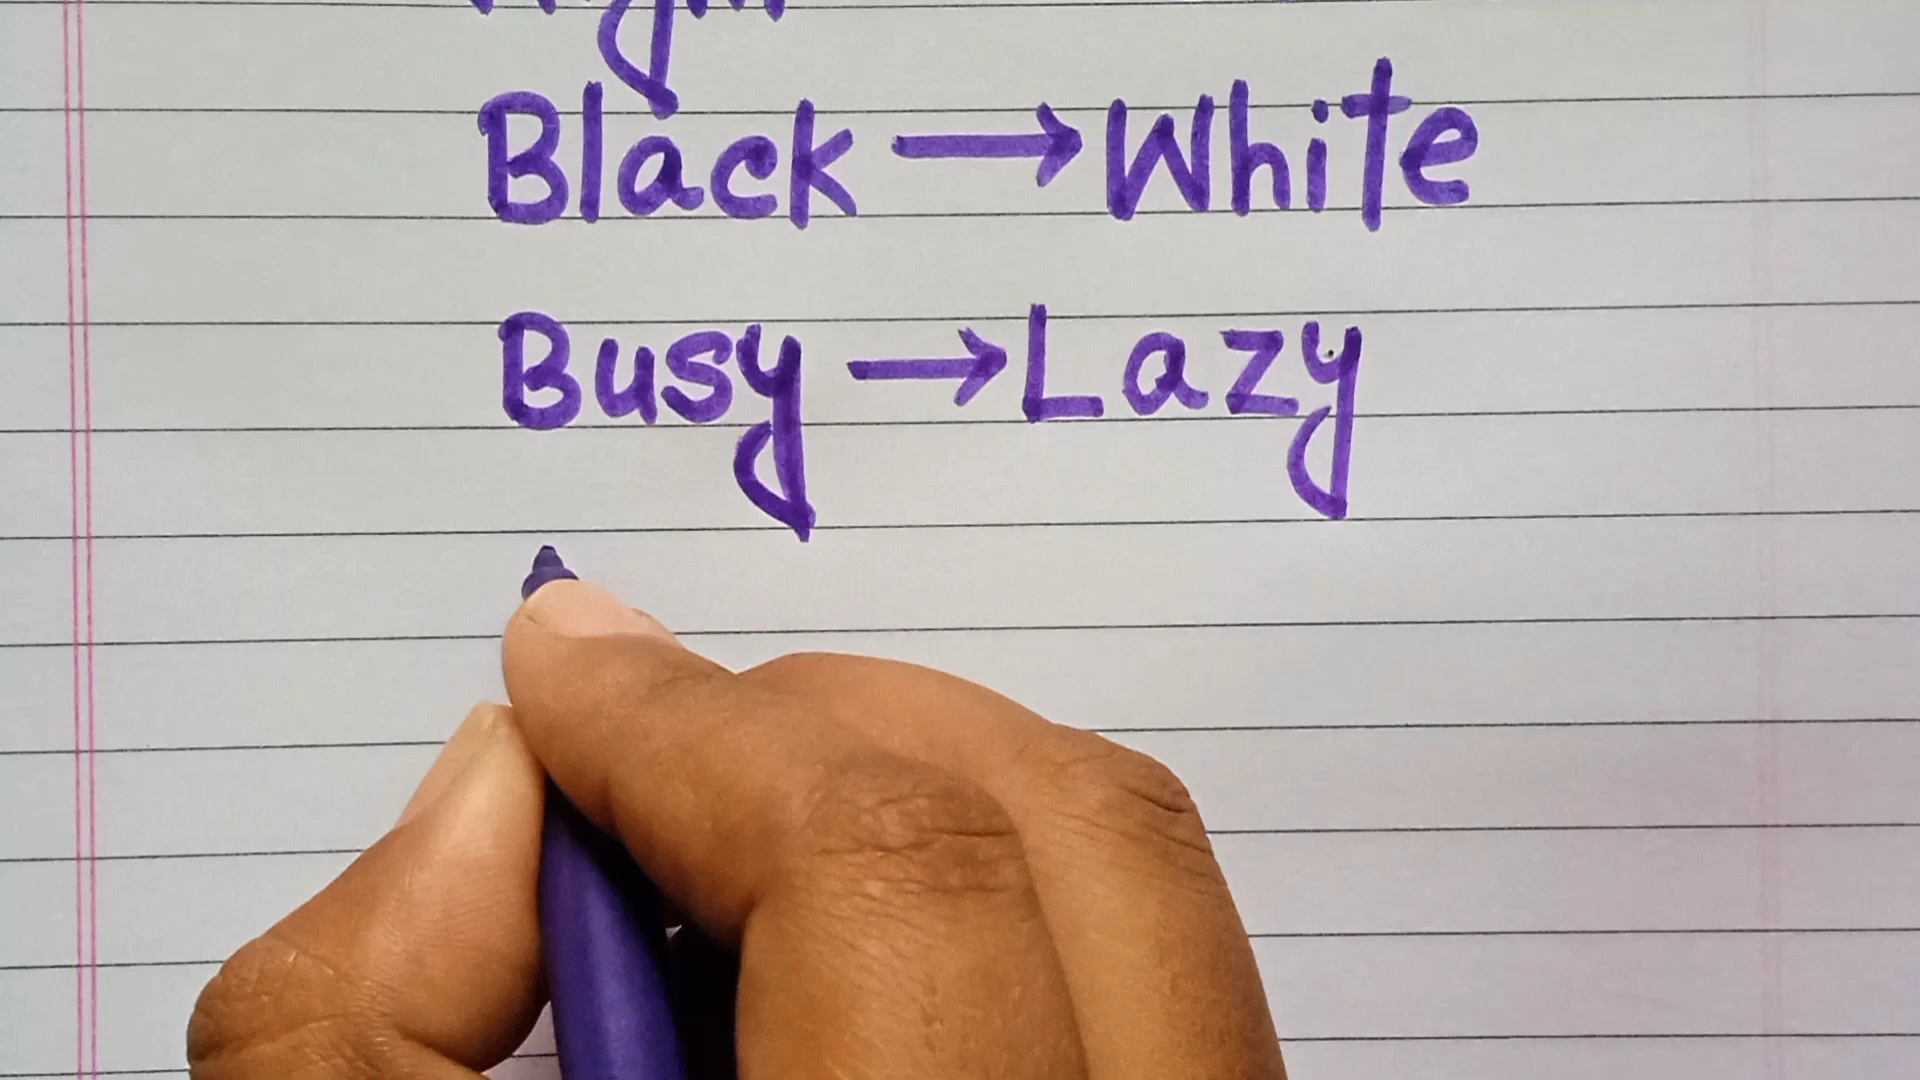 Black → White
Busy → Lazy